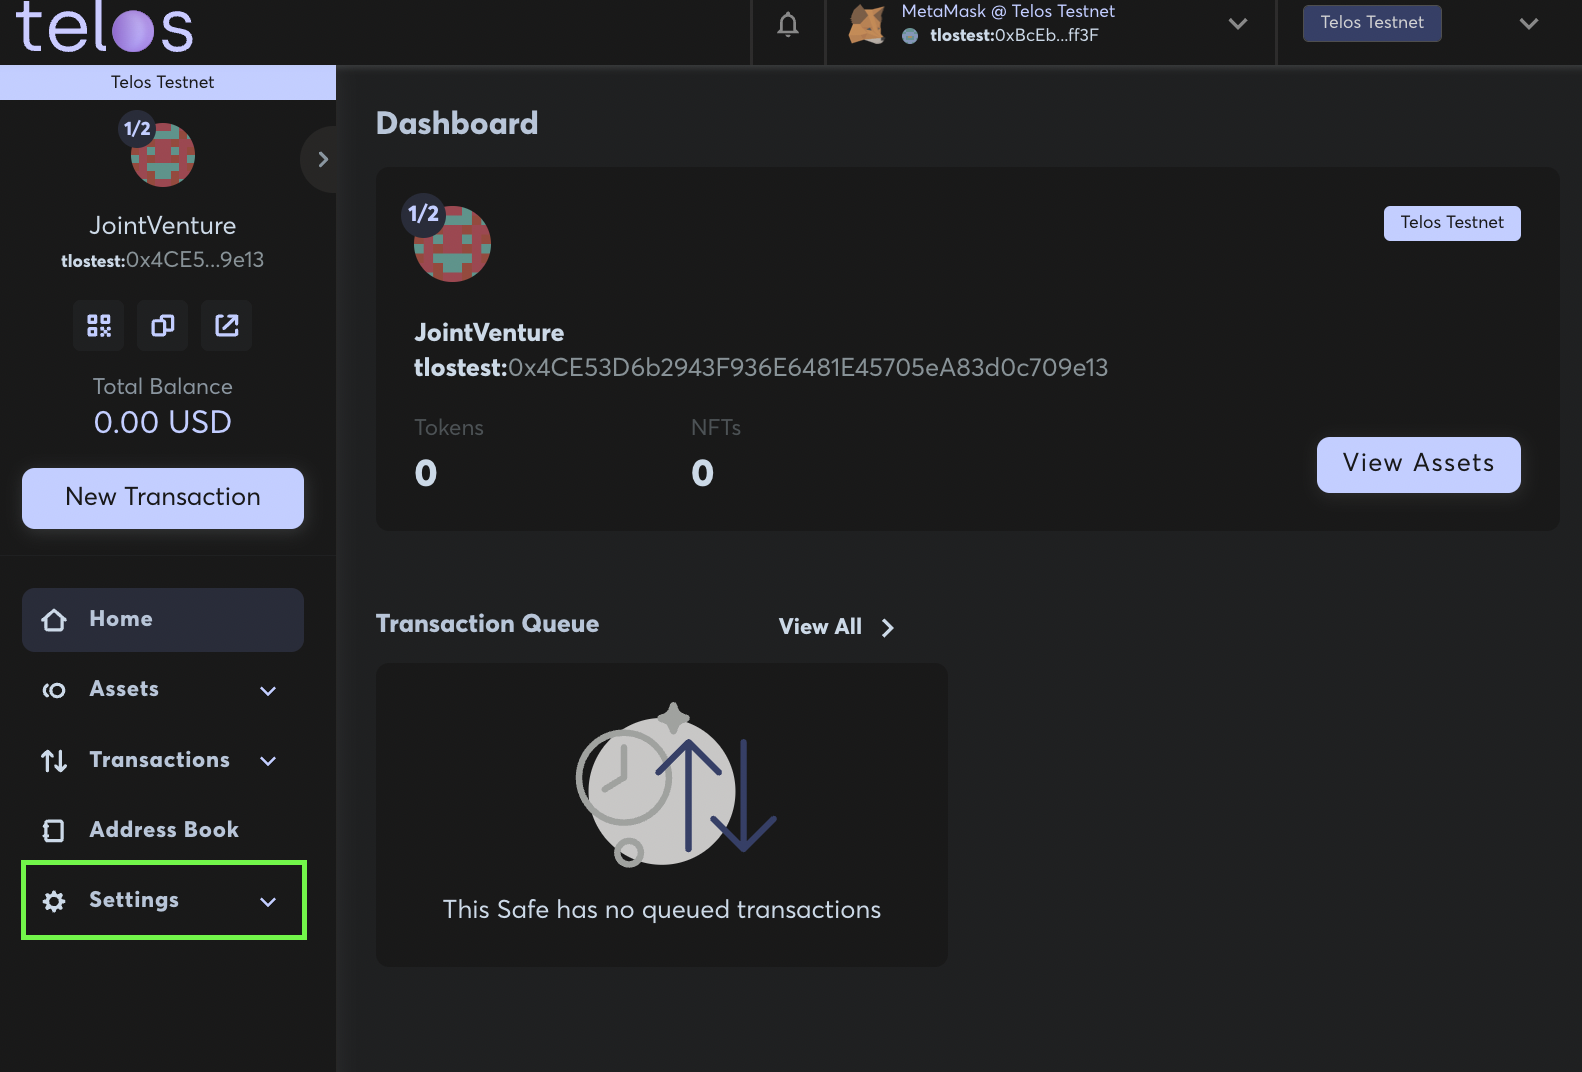 telos
MetaMask @ Telos Testnet
tlostest:0xBcEb...ff3F
Telos Testnet
Telos Testnet
1/2
JointVenture
tlostest:0x4CE5...9e13
Total Balance
0.00 USD
New Transaction
Home
Assets
Transactions
Address Book
Settings
Dashboard
1/2
Telos Testnet
JointVenture
tlostest:0x4CE53D6b2943F936E6481E45705eA83d0c709e13
Tokens
NFTs
0
0
View Assets
Transaction Queue
View All
This Safe has no queued transactions